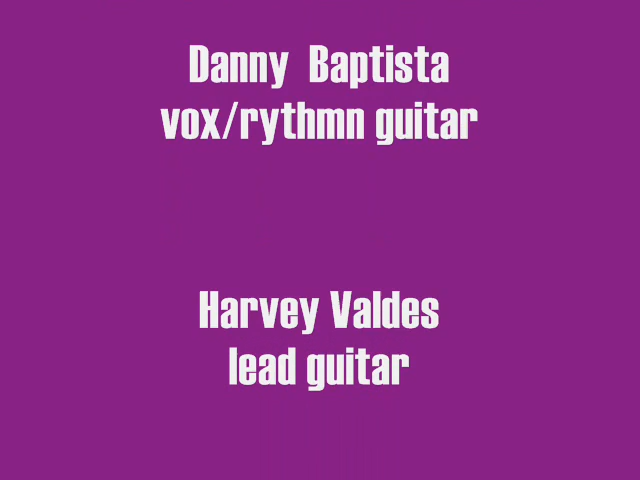 Danny  Baptista
vox/rythmn guitar
Harvey Valdes
lead guitar